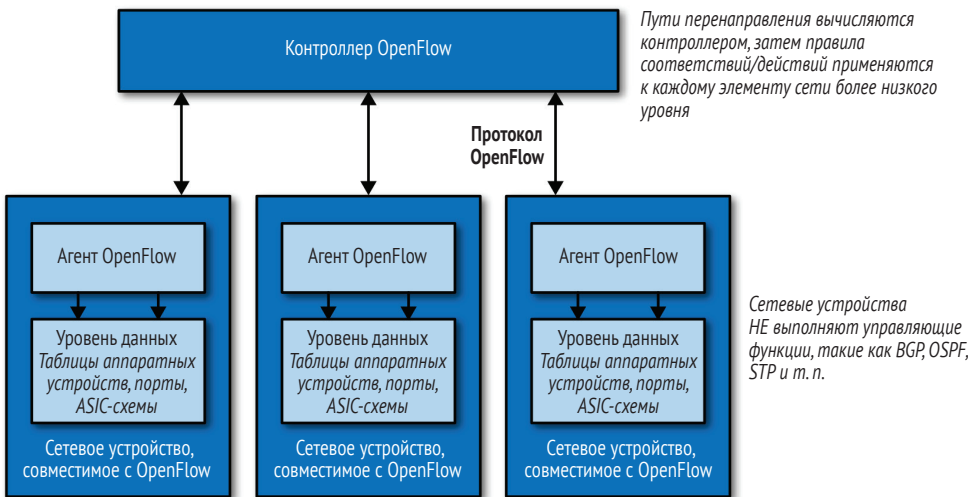 Контроллер OpenFlow
Пути перенаправления вычисляются
контроллером, затем правила
соответствий/действий применяются
к каждому элементу сети более низкого
уровня
Протокол
OpenFlow
Агент OpenFlow
Уровень данных
Таблицы аппаратных
устройств, порты,
ASIC-схемы
Сетевое устройство,
совместимое с OpenFlow
Агент OpenFlow
Уровень данных
Таблицы аппаратных
устройств, порты,
ASIC-схемы
Сетевое устройство,
совместимое с OpenFlow
Агент OpenFlow
Уровень данных
Таблицы аппаратных
устройств, порты,
ASIC-схемы
Сетевое устройство,
совместимое с OpenFlow
Сетевые устройства
НЕ выполняют управляющие
функции, такие как BGP, OSPF,
STP и т. п.